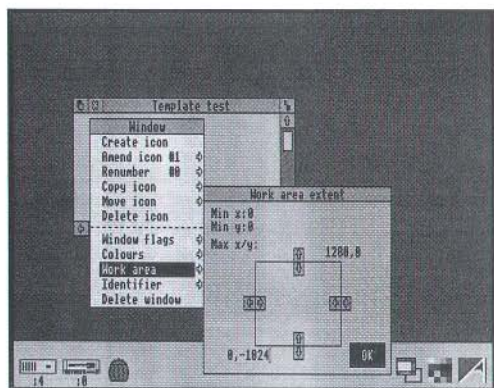 Template test
Window
Create icon
Amend icon #1
Renumber #0
Copy icon
Move icon
Delete icon
Window flags
Colours
Work area
Identifier
Delete window
Work area extent
Min x:0
Min y:0
Max x/y:
1280,0
0,-1024
OK
:4
:0